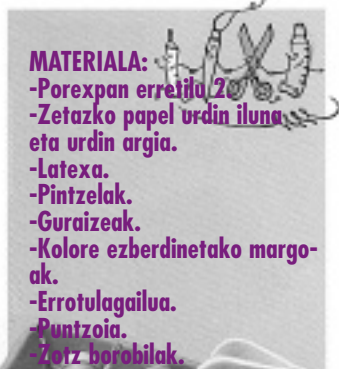 MATERIALA:
-Porexpan erretilu 2.
-Zetazko papel urdin iluna
eta urdin argia.
-Latexa.
-Pintzelak.
-Guraizeak.
-Kolore ezberdinetako margo-
ak.
-Errotulagailua.
-Puntzoia.
-Zotz borobilak.